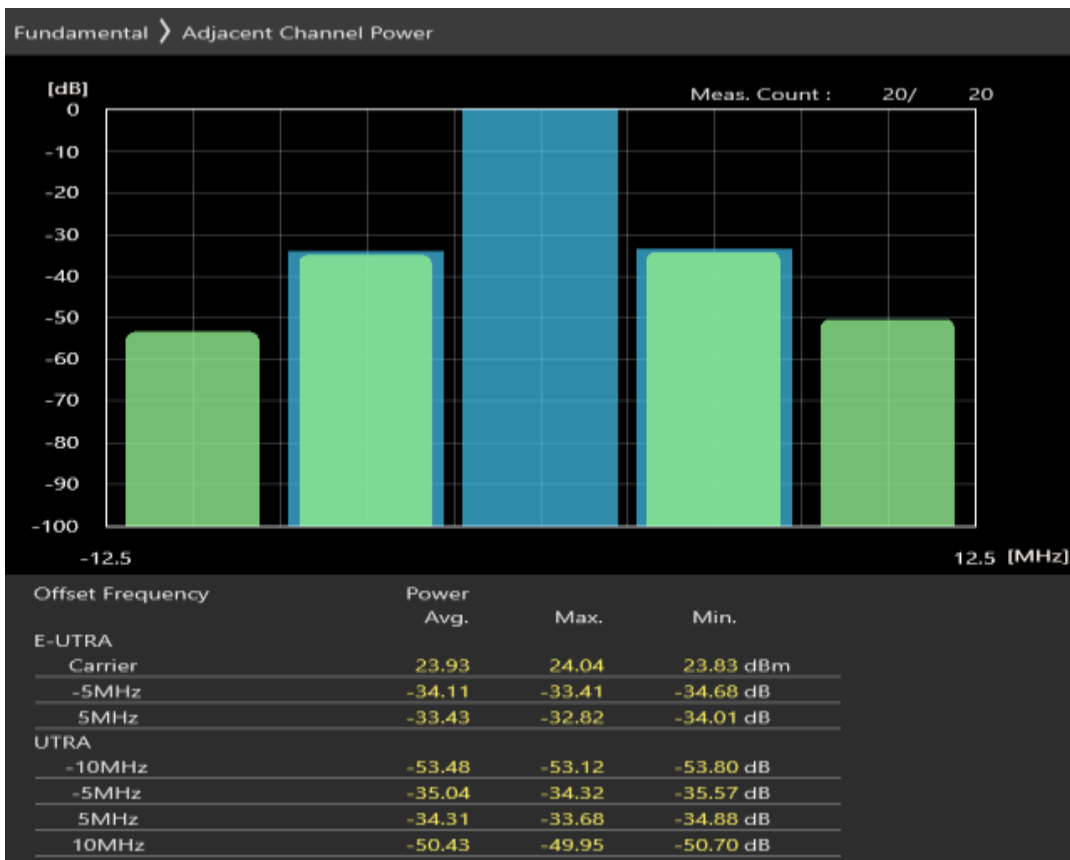 Fundamental ❯ Adjacent Channel Power
[dB]
Meas. Count : 20/ 20
0
-10
-20
-30
-40
-50
-60
-70
-80
-90
-100
-12.5 12.5 [MHz]
Offset Frequency Power
Avg. Max. Min.
E-UTRA
Carrier 23.93 24.04 23.83 dBm
-5MHz -34.11 -33.41 -34.68 dB
5MHz -33.43 -32.82 -34.01 dB
UTRA
-10MHz -53.48 -53.12 -53.80 dB
-5MHz -35.04 -34.32 -35.57 dB
5MHz -34.31 -33.68 -34.88 dB
10MHz -50.43 -49.95 -50.70 dB